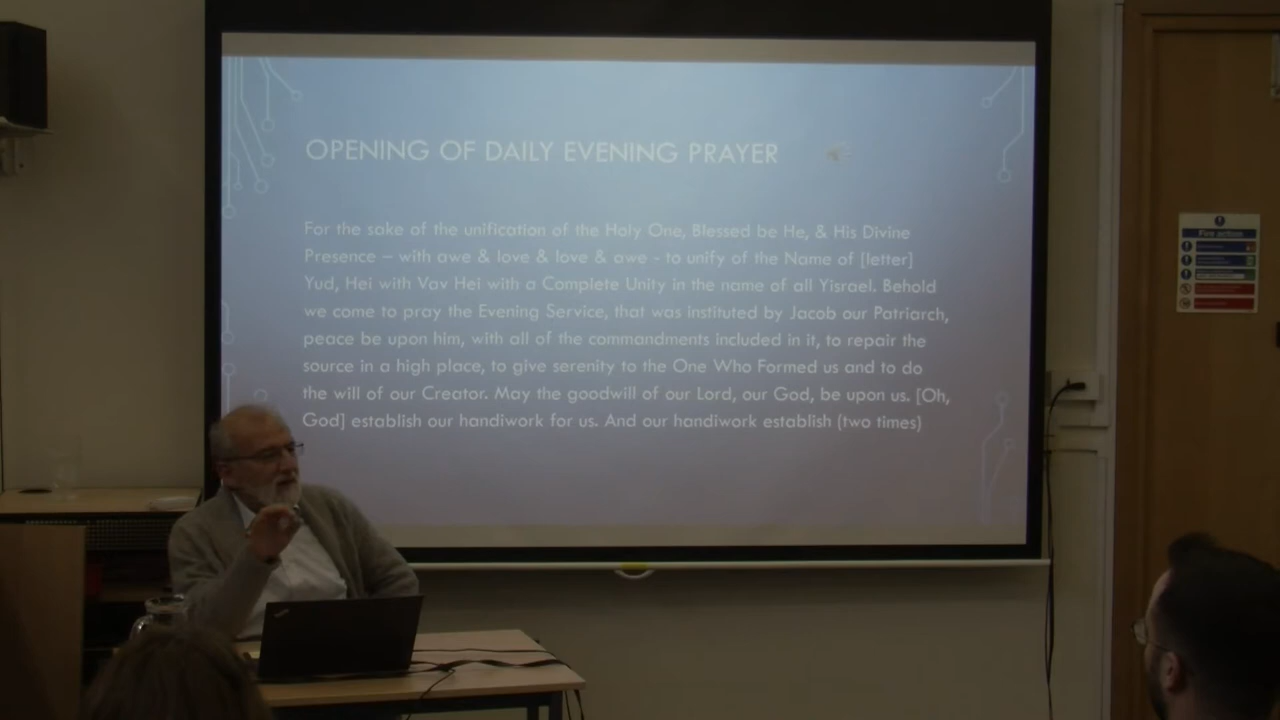 OPENING OF DAILY EVENING PRAYER
For the sake of the unification of the Holy One, Blessed be He, & His Divine
Presence – with awe & love & love & awe - to unify of the Name of [letter]
Yud, Hei with Vav Hei with a Complete Unity in the name of all Yisrael. Behold
we come to pray the Evening Service, that was instituted by Jacob our Patriarch,
peace be upon him, with all of the commandments included in it, to repair the
source in a high place, to give serenity to the One Who Formed us and to do
the will of our Creator. May the goodwill of our Lord, our God, be upon us. [Oh,
God] establish our handiwork for us. And our handiwork establish (two times)
Fire action